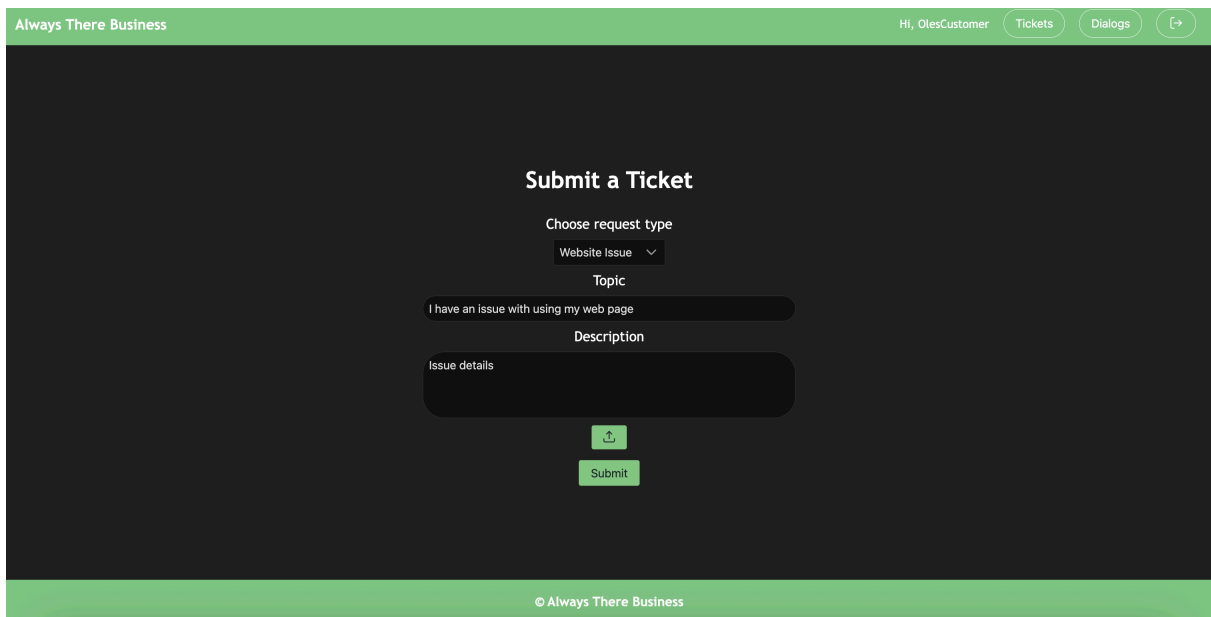 Always There Business
Hi, OlesCustomer Tickets Dialogs
Submit a Ticket
Choose request type
Website Issue
Topic
I have an issue with using my web page
Description
Issue details
Submit
© Always There Business